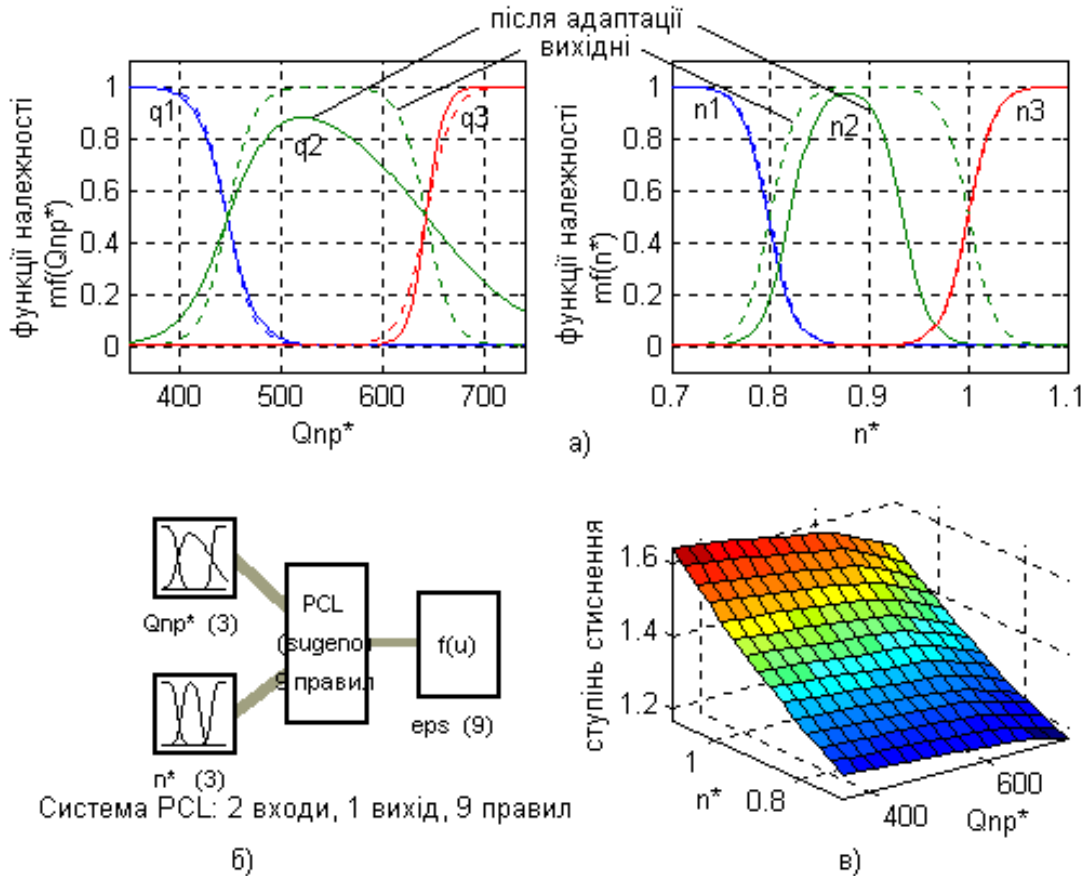 після адаптації
вихідні
функції належності
mf(Qnp*)
1
0.8
0.6
0.4
0.2
0
q1
q2
q3
400
500
600
700
Qnp*
функції належності
mf(n*)
1
0.8
0.6
0.4
0.2
0
n1
n2
n3
0.7
0.8
0.9
1
1.1
n*
а)
Qnp* (3)
n* (3)
PCL
(sugeno)
9 правил
f(u)
eps (9)
Система PCL: 2 входи, 1 вихід, 9 правил
б)
ступінь стиснення
1.6
1.4
1.2
1
n*
0.8
400
600
Qnp*
в)